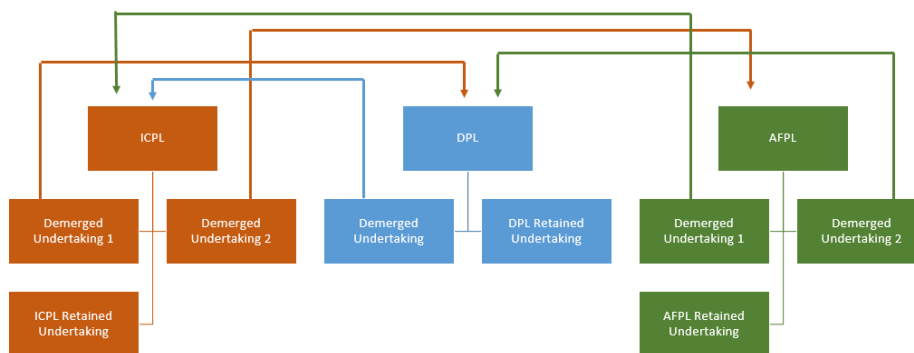 ICPL
DPL
AFPL
Demerged
Undertaking 1
Demerged
Undertaking 2
Demerged
Undertaking
DPL Retained
Undertaking
Demerged
Undertaking 1
Demerged
Undertaking 2
ICPL Retained
Undertaking
AFPL Retained
Undertaking